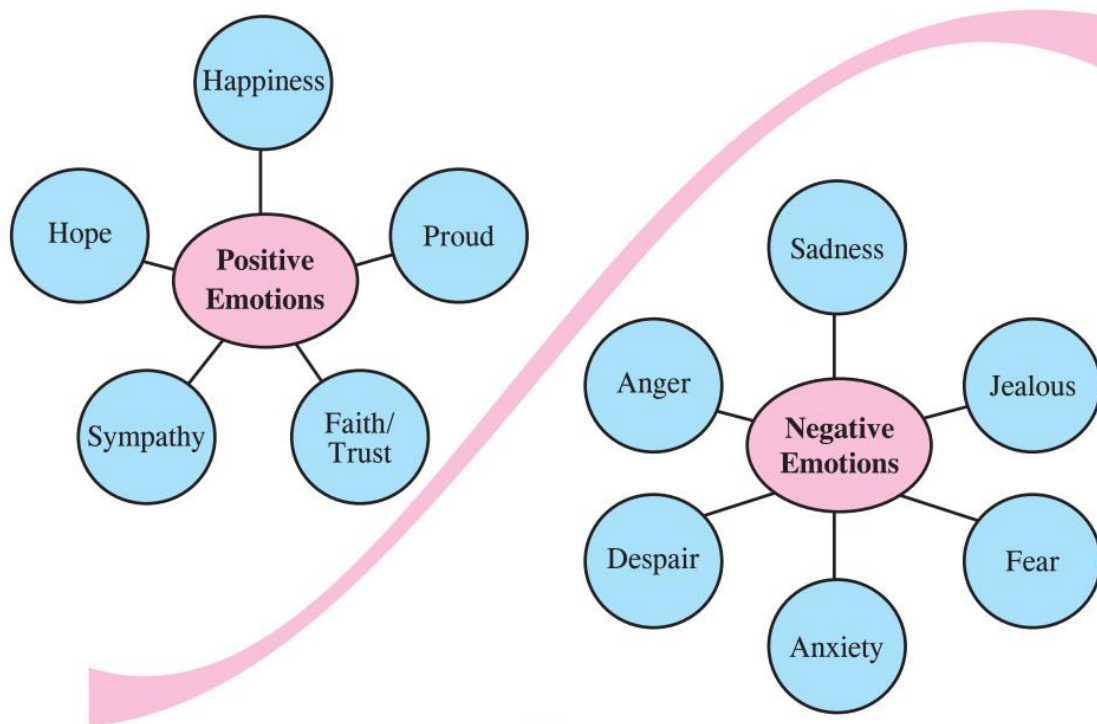 Happiness
Hope
Proud
Positive
Emotions
Sympathy
Faith/
Trust
Sadness
Anger
Jealous
Negative
Emotions
Despair
Fear
Anxiety